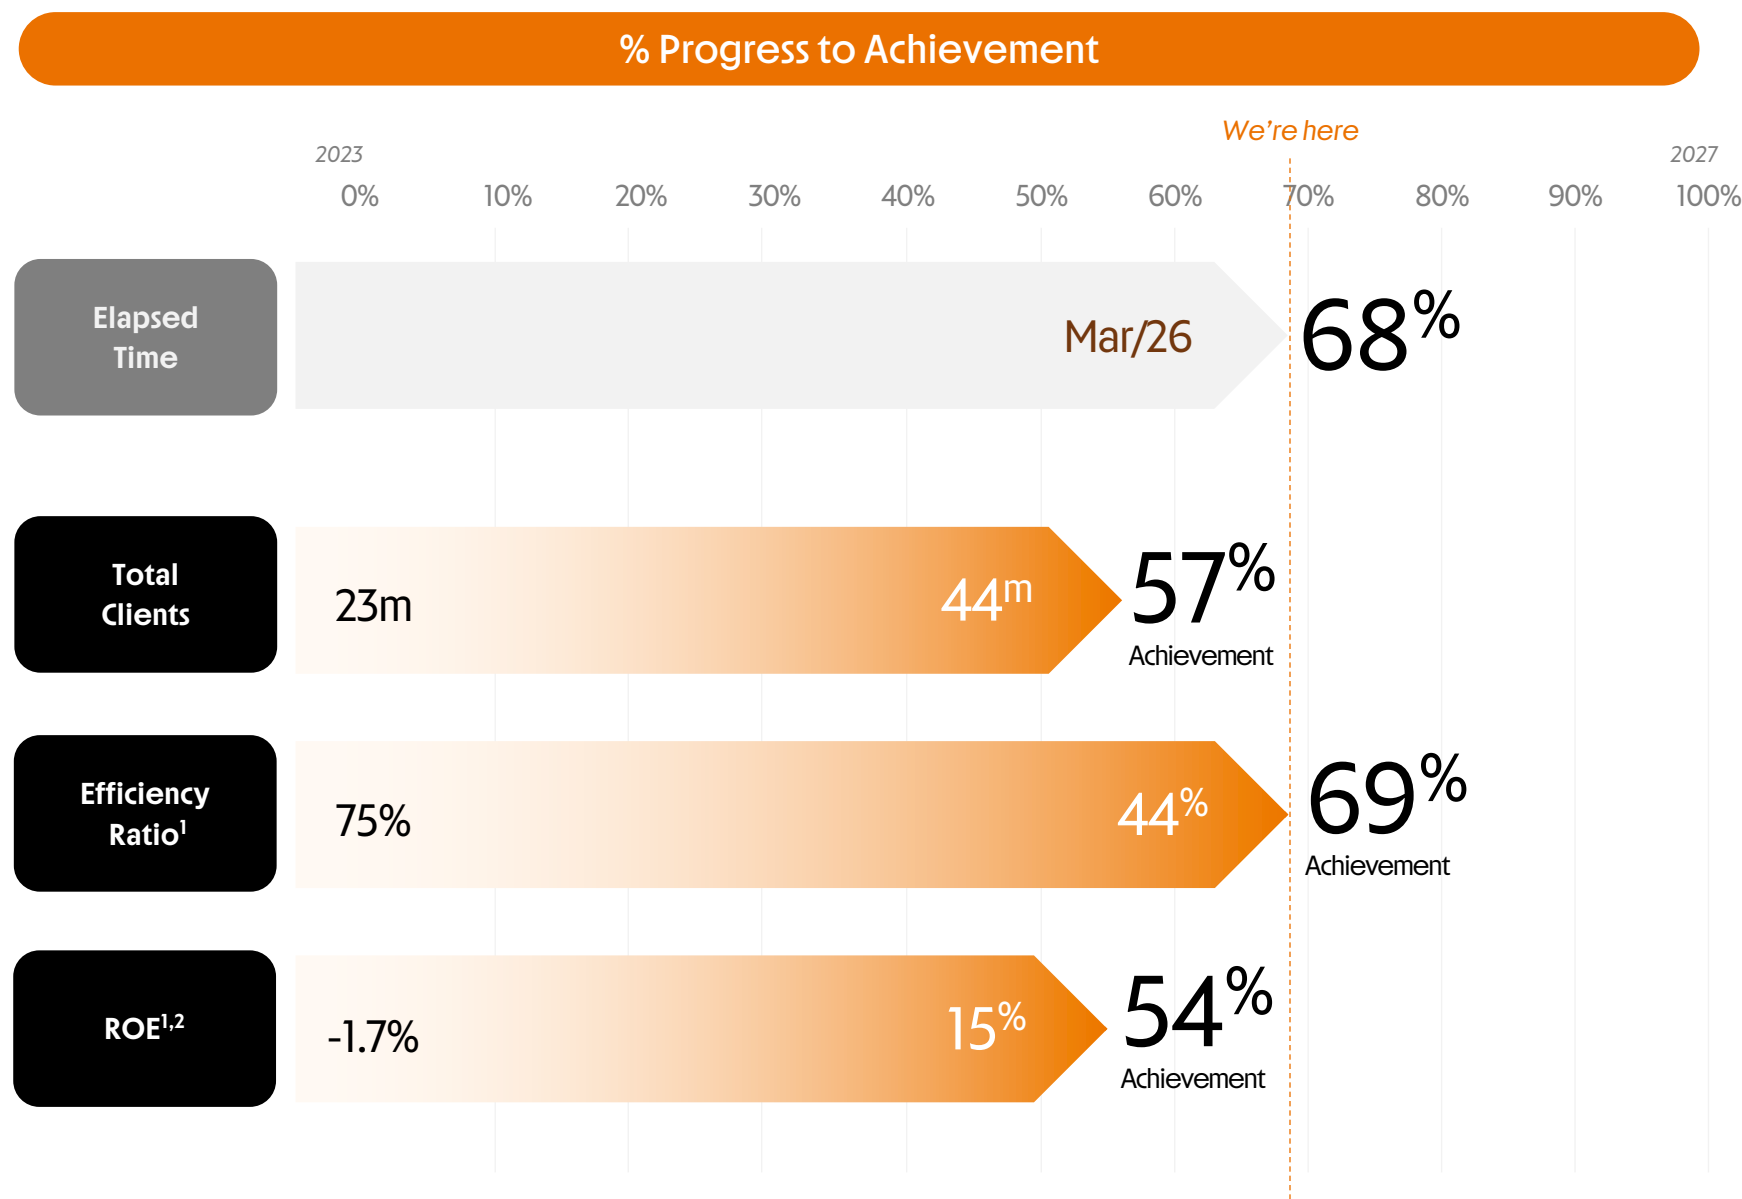 % Progress to Achievement
We're here
2023
2027
0% 10% 20% 30% 40% 50% 60% 70% 80% 90% 100%
Elapsed
Time
Mar/26
68%
Total
Clients
23m
44m
57%
Achievement
Efficiency
Ratio1
75%
44%
69%
Achievement
ROE1,2
-1.7%
15%
54%
Achievement